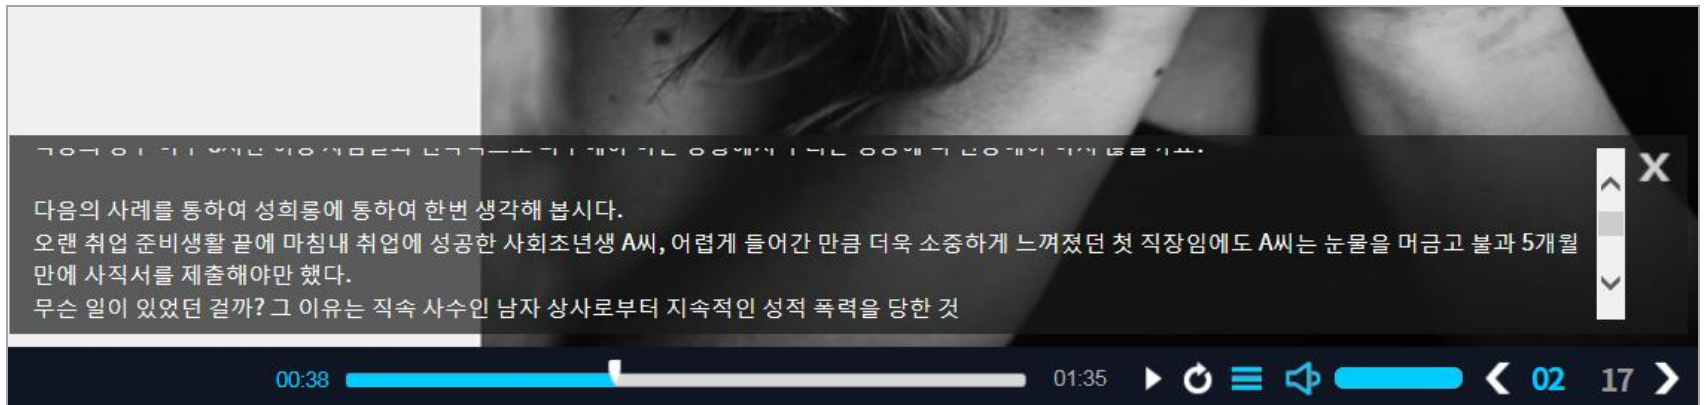 다음의 사례를 통하여 성희롱에 통하여 한번 생각해 봅시다.
오랜 취업 준비생활 끝에 마침내 취업에 성공한 사회초년생 A씨, 어렵게 들어간 만큼 더욱 소중하게 느껴졌던 첫 직장임에도 A씨는 눈물을 머금고 불과 5개월
만에 사직서를 제출해야만 했다.
무슨 일이 있었던 걸까? 그 이유는 직속 사수인 남자 상사로부터 지속적인 성적 폭력을 당한 것
X
00:38 01:35 02 17